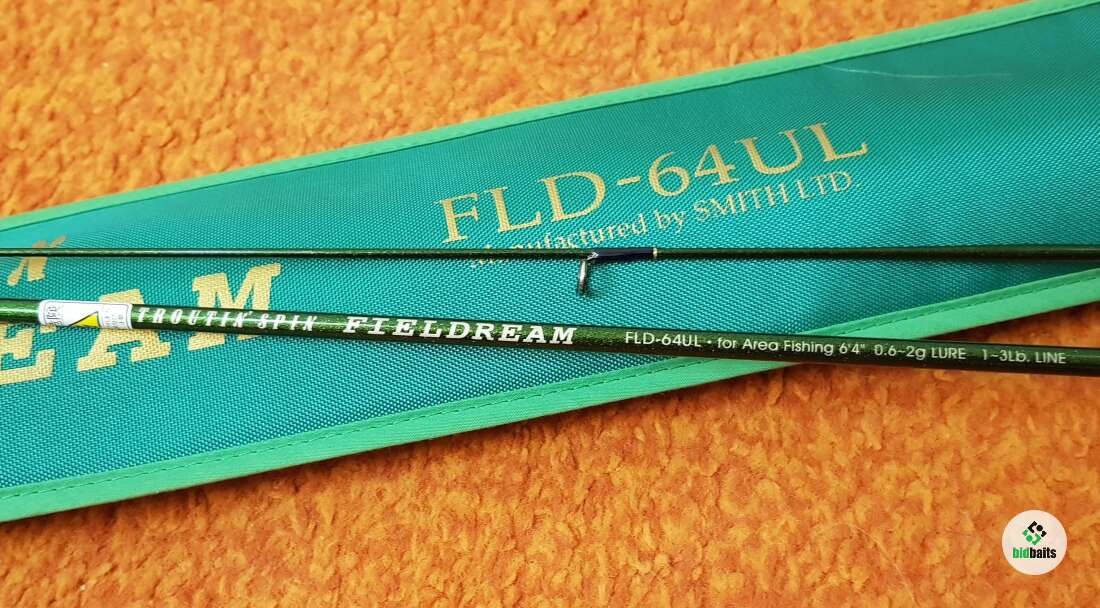 FLD-64UL
Manufactured by SMITH LTD.
N
EAM
TROUTIN' SPIN FIELDREAM FLD-64UL • for Area Fishing 6'4" 0.6~2g LURE 1~3Lb. LINE
bidbaits